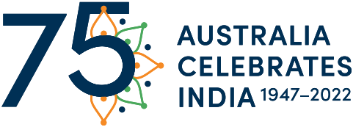 75
AUSTRALIA
CELEBRATES
INDIA 1947–2022